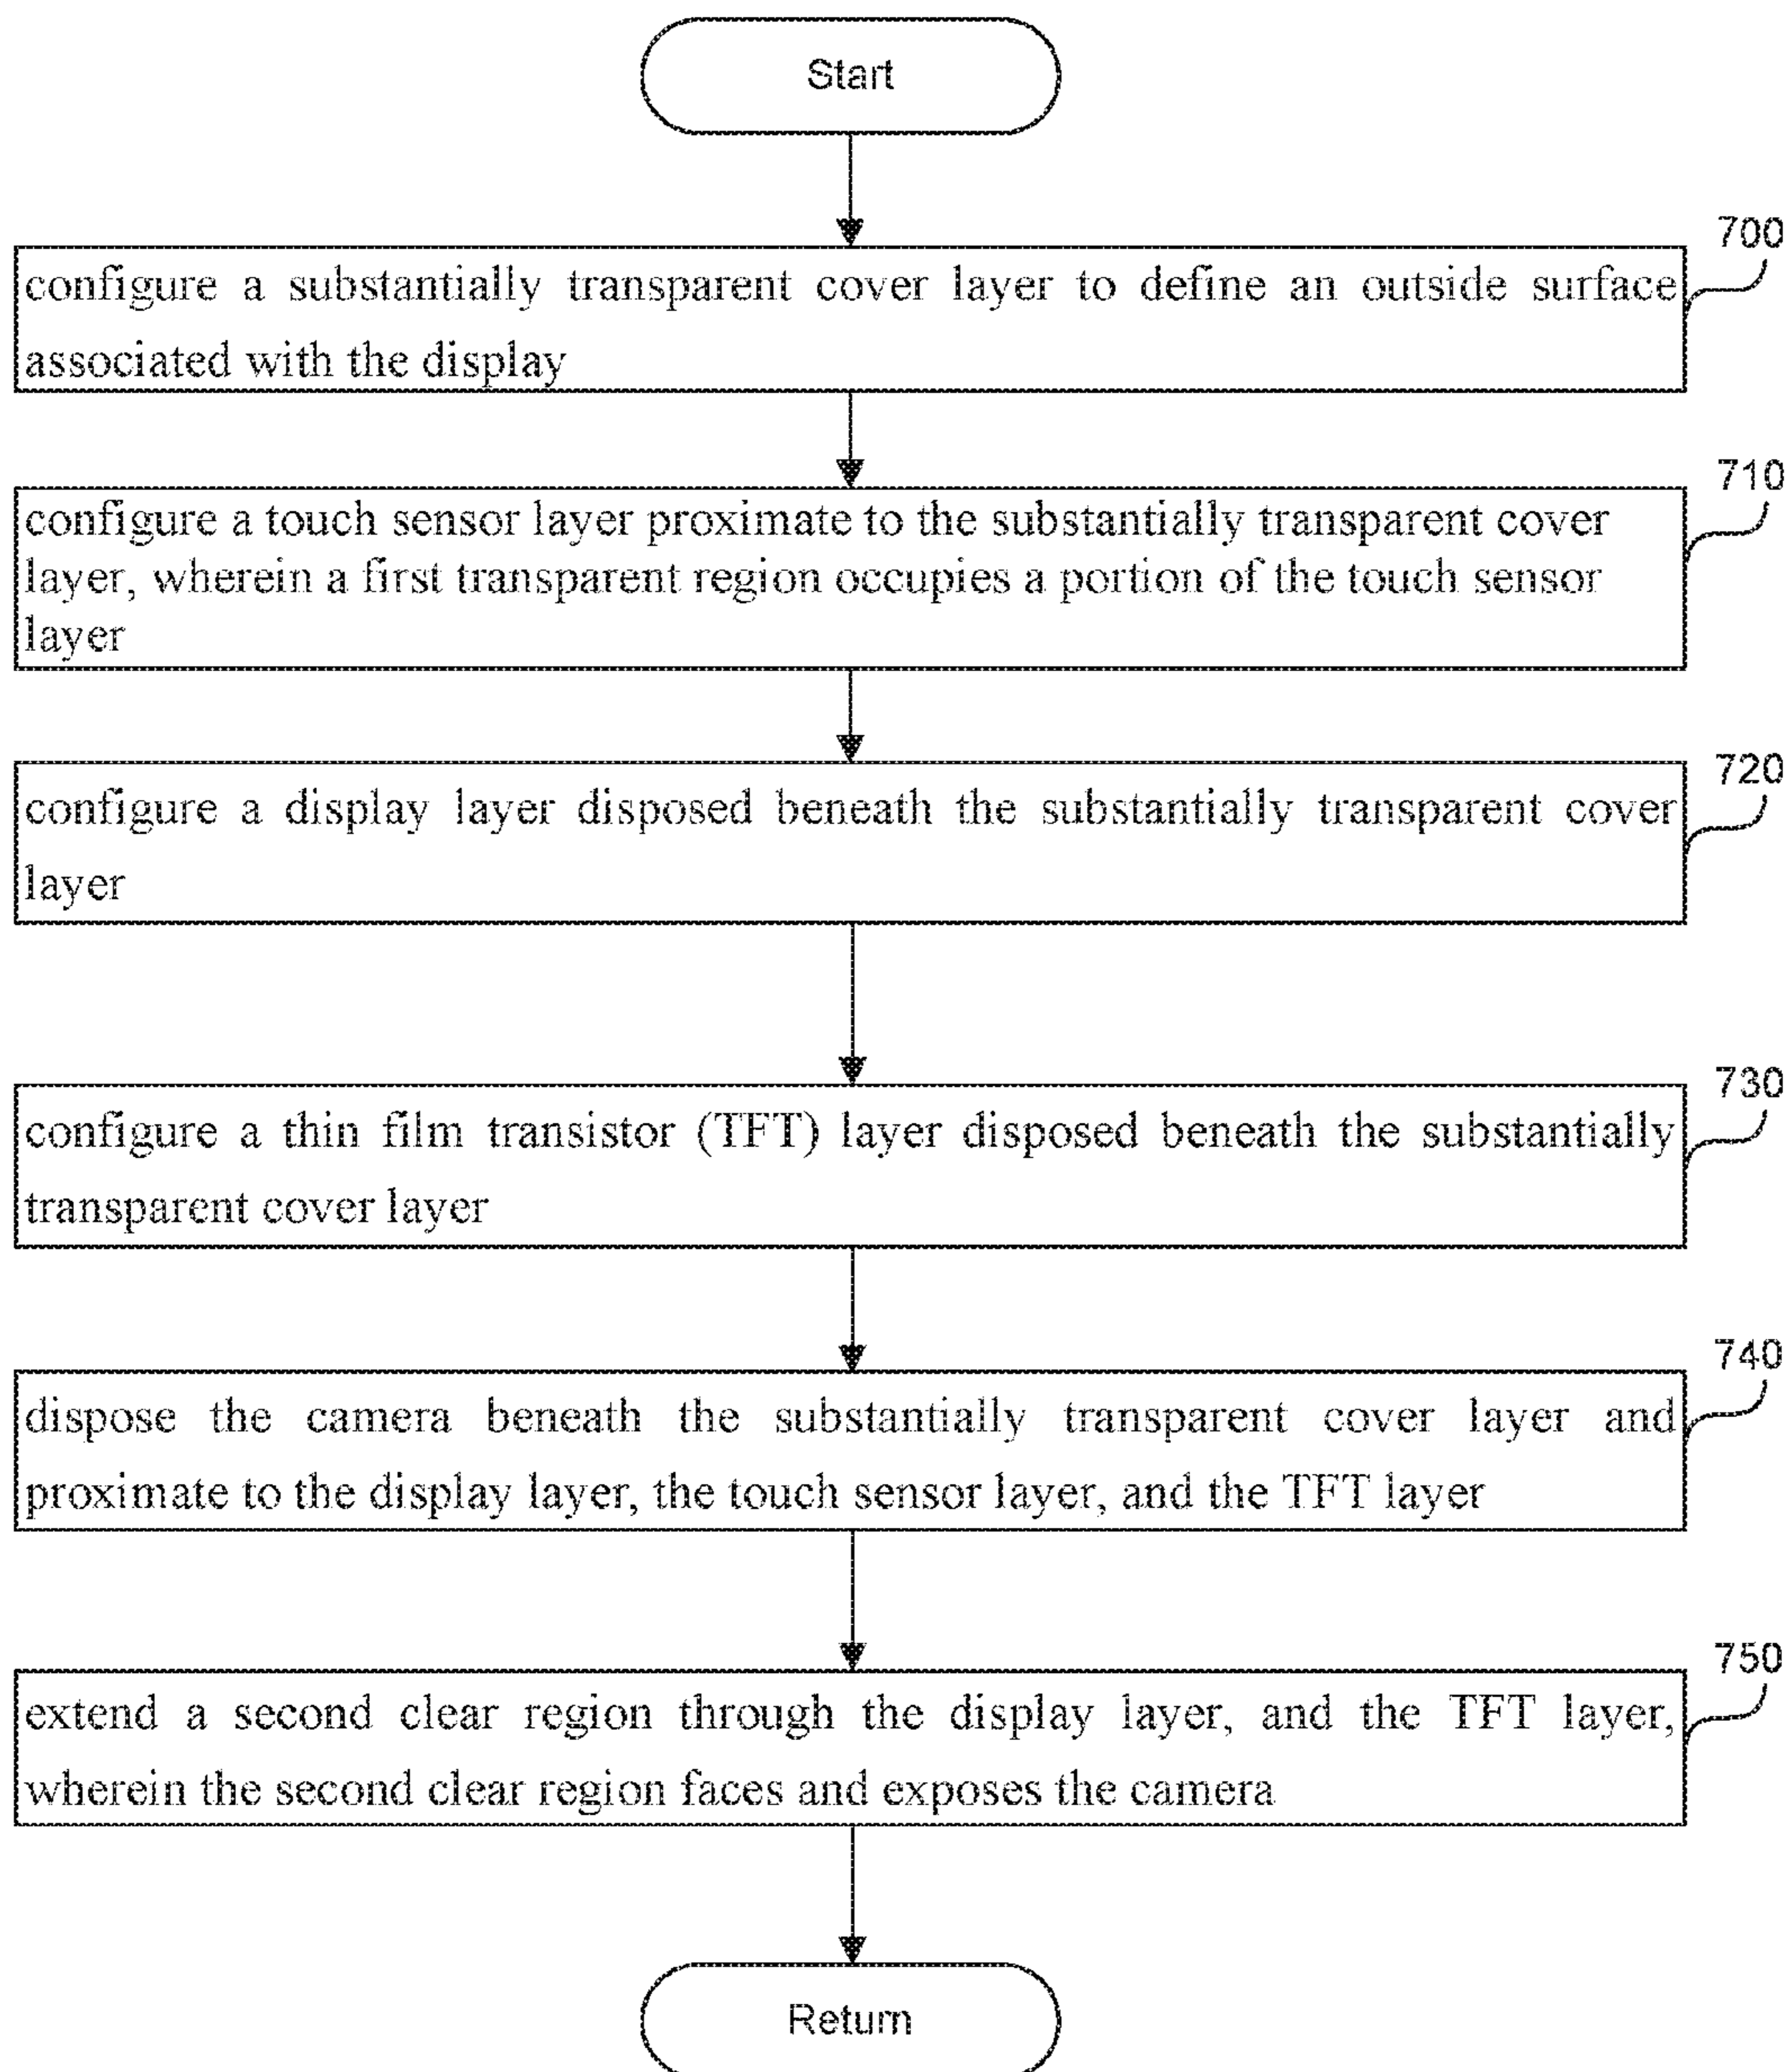 Start
700
configure a substantially transparent cover layer to define an outside surface
associated with the display
710
configure a touch sensor layer proximate to the substantially transparent cover
layer, wherein a first transparent region occupies a portion of the touch sensor
layer
720
configure a display layer disposed beneath the substantially transparent cover
layer
730
configure a thin film transistor (TFT) layer disposed beneath the substantially
transparent cover layer
740
dispose the camera beneath the substantially transparent cover layer and
proximate to the display layer, the touch sensor layer, and the TFT layer
750
extend a second clear region through the display layer, and the TFT layer,
wherein the second clear region faces and exposes the camera
Return